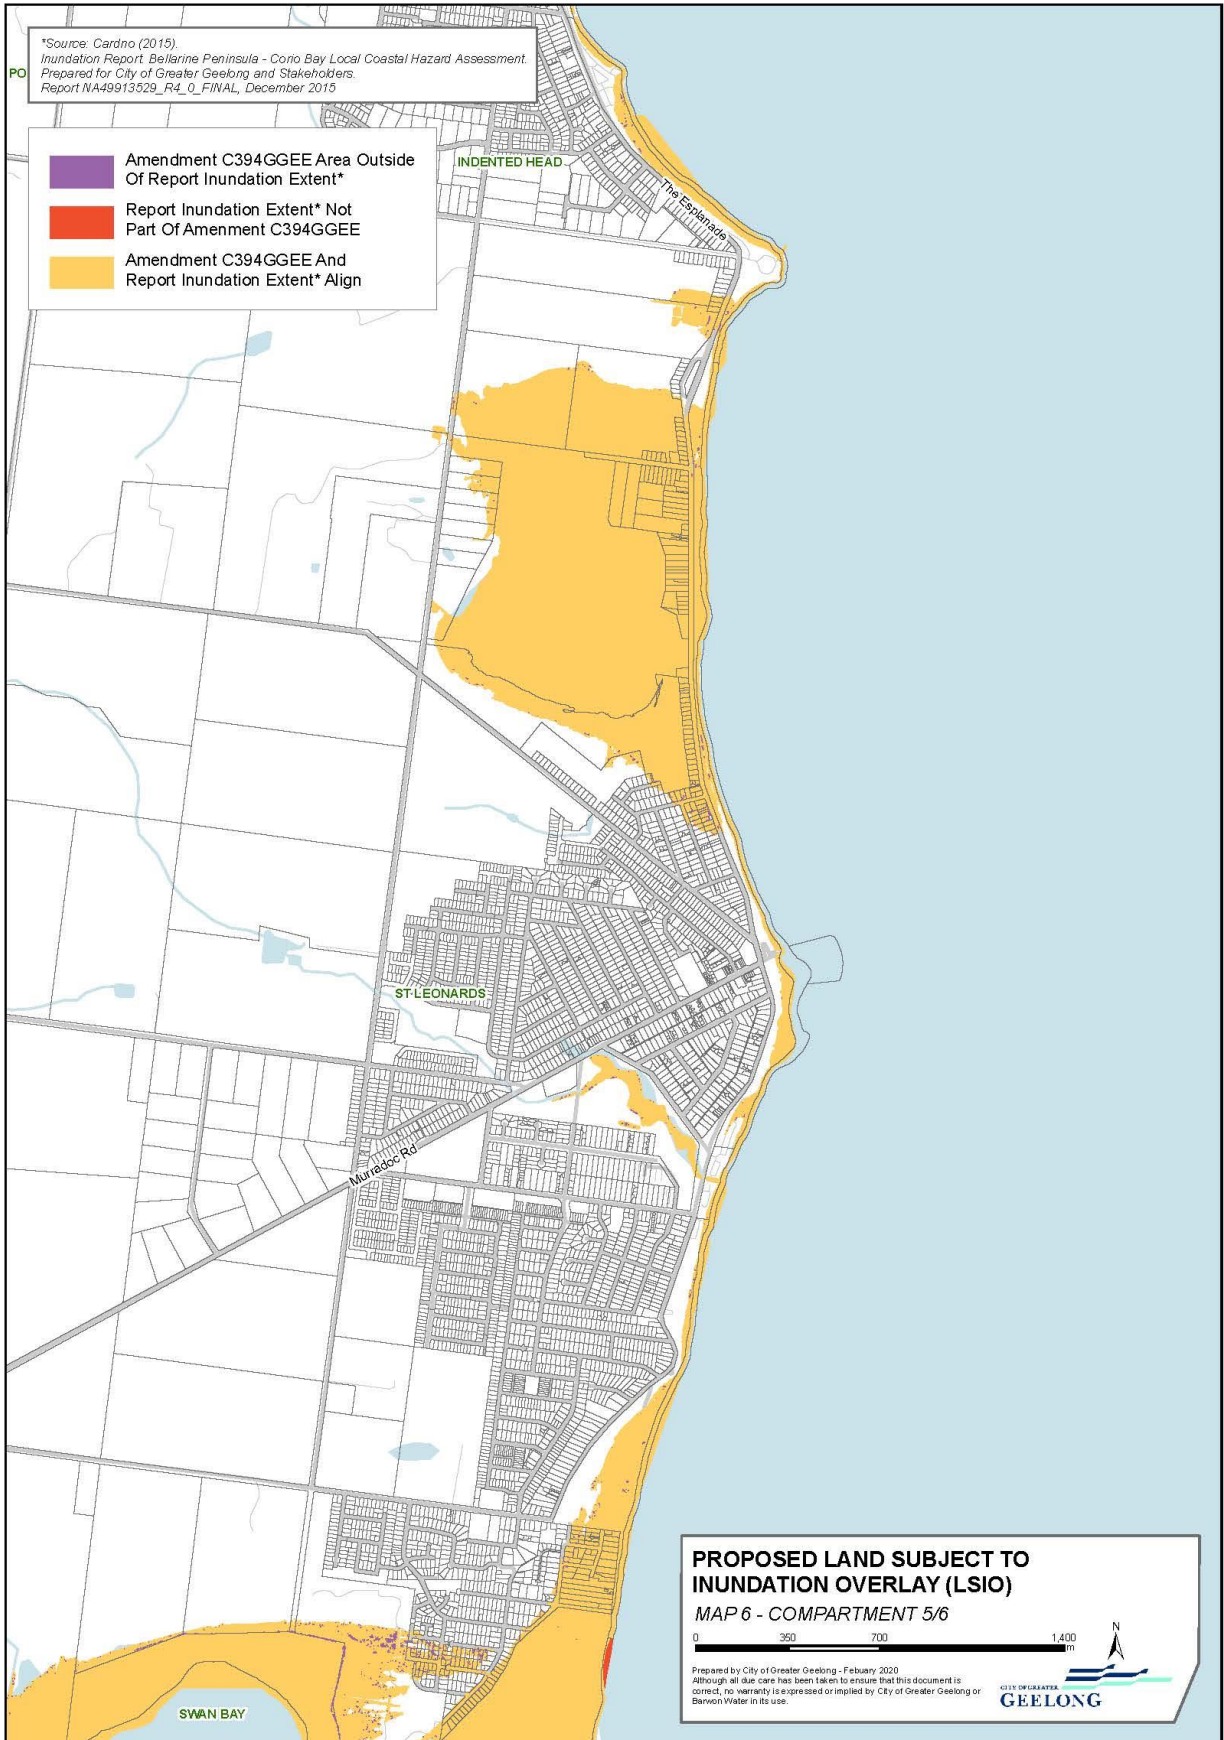 *Source: Cardno (2015).
Inundation Report Bellarine Peninsula - Corio Bay Local Coastal Hazard Assessment.
Prepared for City of Greater Geelong and Stakeholders.
Report NA49913529_R4_0_FINAL, December 2015
PO
Amendment C394GGEE Area Outside
Of Report Inundation Extent*
Report Inundation Extent* Not
Part Of Amenment C394GGEE
Amendment C394GGEE And
Report Inundation Extent* Align
INDENTED HEAD
The Esplanade
ST LEONARDS
Murradoc Rd
SWAN BAY
PROPOSED LAND SUBJECT TO
INUNDATION OVERLAY (LSIO)
MAP 6 - COMPARTMENT 5/6
0 350 700 1,400
m
N
Prepared by City of Greater Geelong - Febuary 2020
Although all due care has been taken to ensure that this document is
correct, no warranty is expressed or implied by City of Greater Geelong or
Barwon Water in its use.
CITY OF GREATER
GEELONG